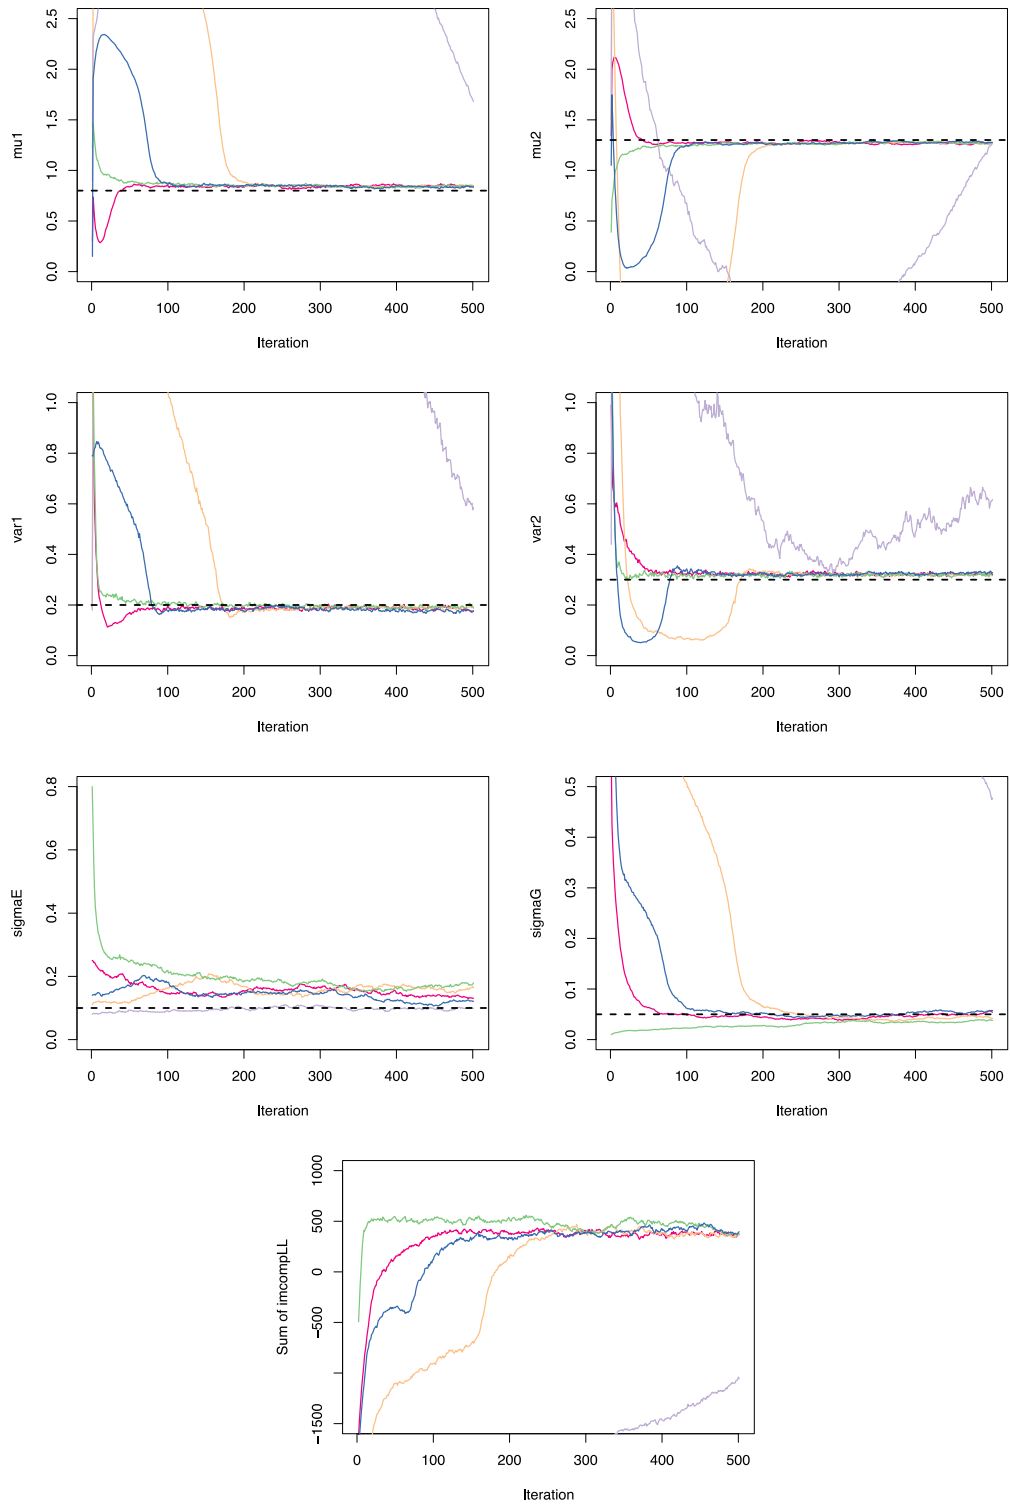 mu1
0.0 0.5 1.0 1.5 2.0 2.5
0 100 200 300 400 500
Iteration
mu2
0.0 0.5 1.0 1.5 2.0 2.5
0 100 200 300 400 500
Iteration
var1
0.0 0.2 0.4 0.6 0.8 1.0
0 100 200 300 400 500
Iteration
var2
0.0 0.2 0.4 0.6 0.8 1.0
0 100 200 300 400 500
Iteration
sigmaE
0.0 0.2 0.4 0.6 0.8
0 100 200 300 400 500
Iteration
sigmaG
0.0 0.1 0.2 0.3 0.4 0.5
0 100 200 300 400 500
Iteration
Sum of imcompLL
−1500 −500 0 500 1000
0 100 200 300 400 500
Iteration